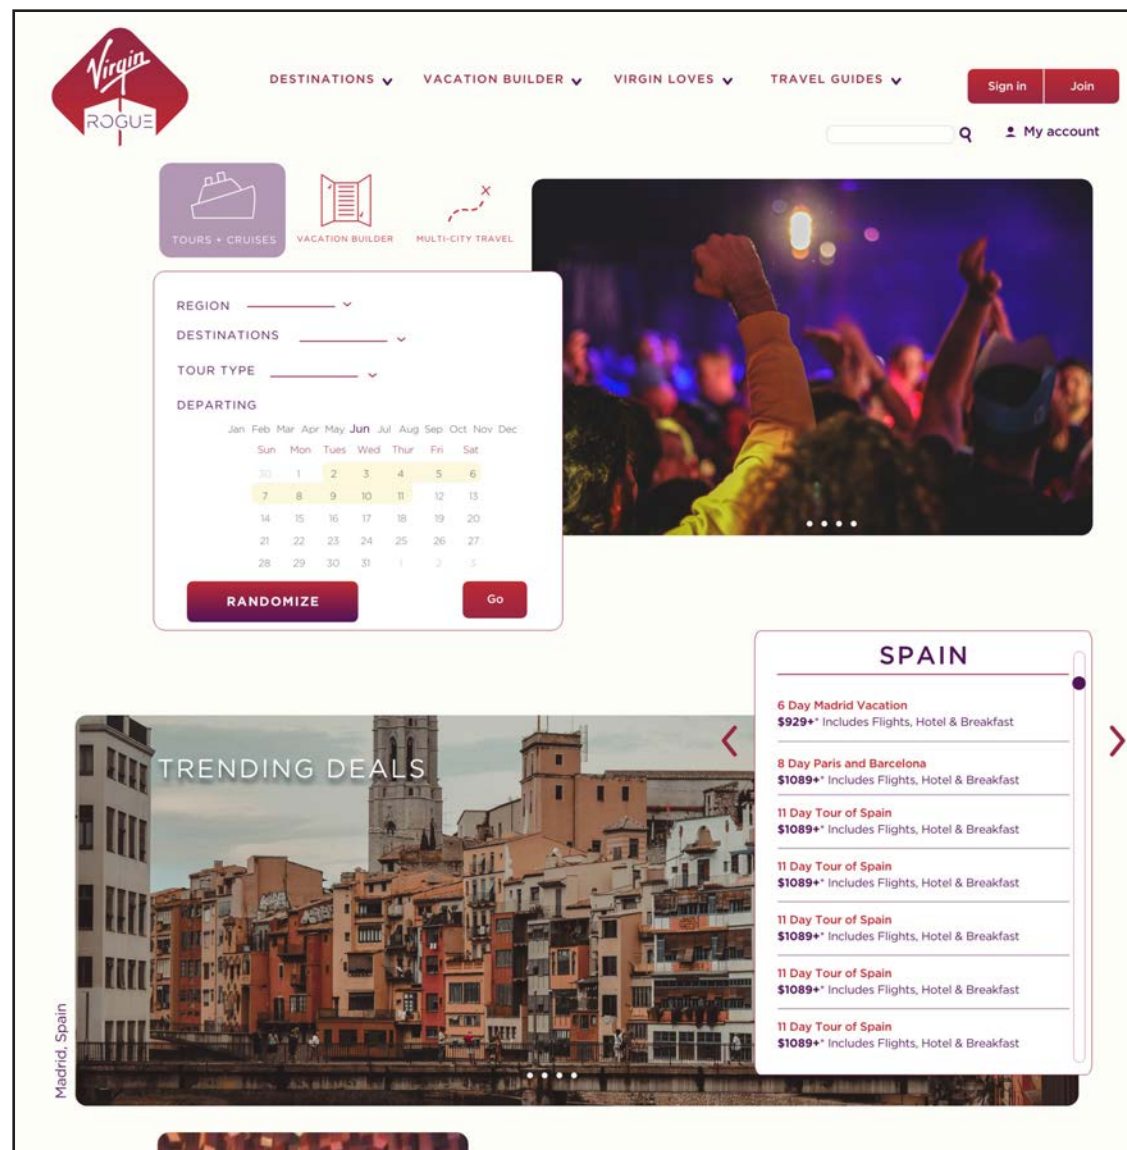 Virgin
ROGUE
DESTINATIONS
VACATION BUILDER
VIRGIN LOVES
TRAVEL GUIDES
Sign in
Join
My account
TOURS + CRUISES
VACATION BUILDER
MULTI-CITY TRAVEL
REGION
DESTINATIONS
TOUR TYPE
DEPARTING
Jan Feb Mar Apr May Jun Jul Aug Sep Oct Nov Dec
Sun Mon Tues Wed Thur Fri Sat
30 1 2 3 4 5 6
7 8 9 10 11 12 13
14 15 16 17 18 19 20
21 22 23 24 25 26 27
28 29 30 31 1 2 3
RANDOMIZE
Go
TRENDING DEALS
Madrid, Spain
SPAIN
6 Day Madrid Vacation
$929+* Includes Flights, Hotel & Breakfast
8 Day Paris and Barcelona
$1089+* Includes Flights, Hotel & Breakfast
11 Day Tour of Spain
$1089+* Includes Flights, Hotel & Breakfast
11 Day Tour of Spain
$1089+* Includes Flights, Hotel & Breakfast
11 Day Tour of Spain
$1089+* Includes Flights, Hotel & Breakfast
11 Day Tour of Spain
$1089+* Includes Flights, Hotel & Breakfast
11 Day Tour of Spain
$1089+* Includes Flights, Hotel & Breakfast